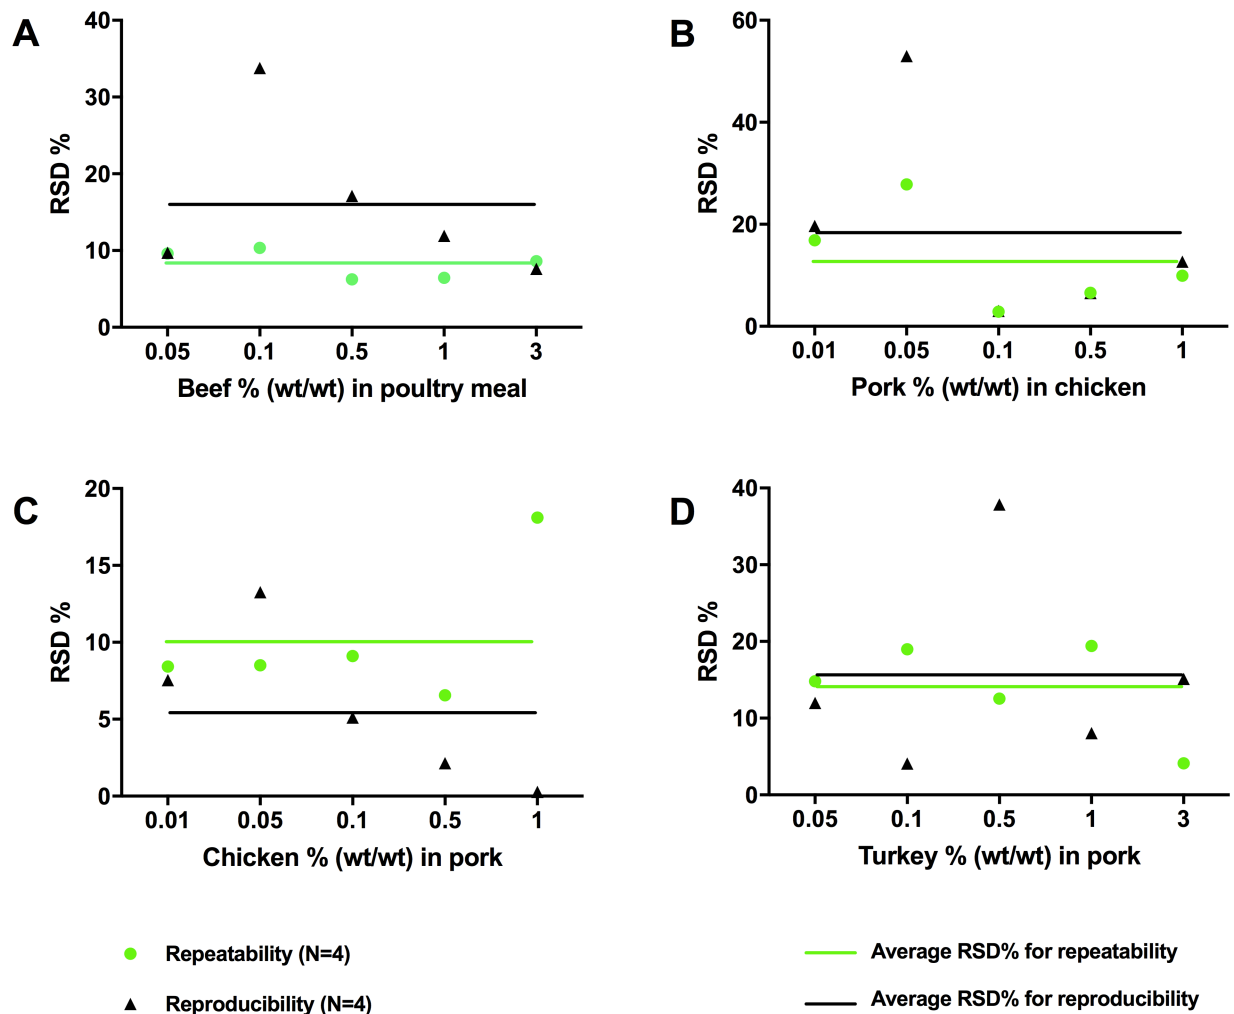 A
40
30
20
10
0
RSD %
0.05 0.1 0.5 1 3
Beef % (wt/wt) in poultry meal
B
60
40
20
0
RSD %
0.01 0.05 0.1 0.5 1
Pork % (wt/wt) in chicken
C
20
15
10
5
0
RSD %
0.01 0.05 0.1 0.5 1
Chicken % (wt/wt) in pork
D
40
30
20
10
0
RSD %
0.05 0.1 0.5 1 3
Turkey % (wt/wt) in pork
Repeatability (N=4)
Reproducibility (N=4)
Average RSD% for repeatability
Average RSD% for reproducibility